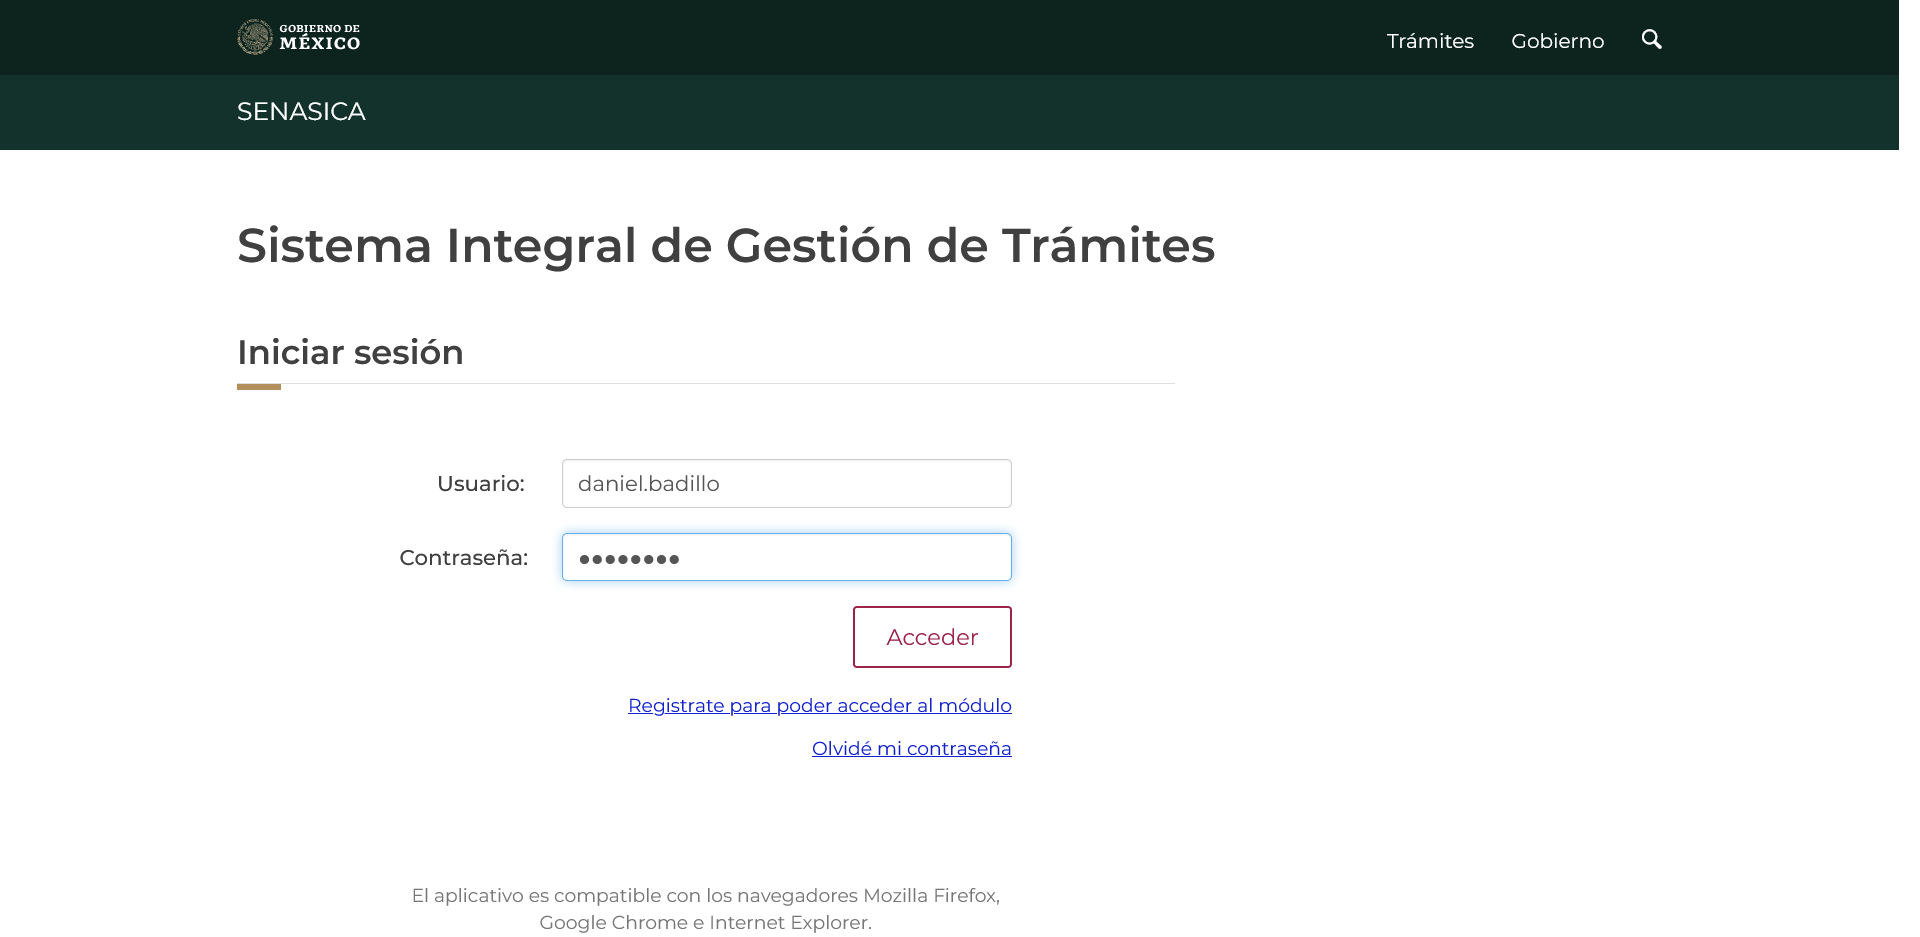 GOBIERNO DE
MÉXICO
Trámites
Gobierno
SENASICA
Sistema Integral de Gestión de Trámites
Iniciar sesión
Usuario:
daniel.badillo
Contraseña:
●●●●●●●●
Acceder
Registrate para poder acceder al módulo
Olvidé mi contraseña
El aplicativo es compatible con los navegadores Mozilla Firefox,
Google Chrome e Internet Explorer.